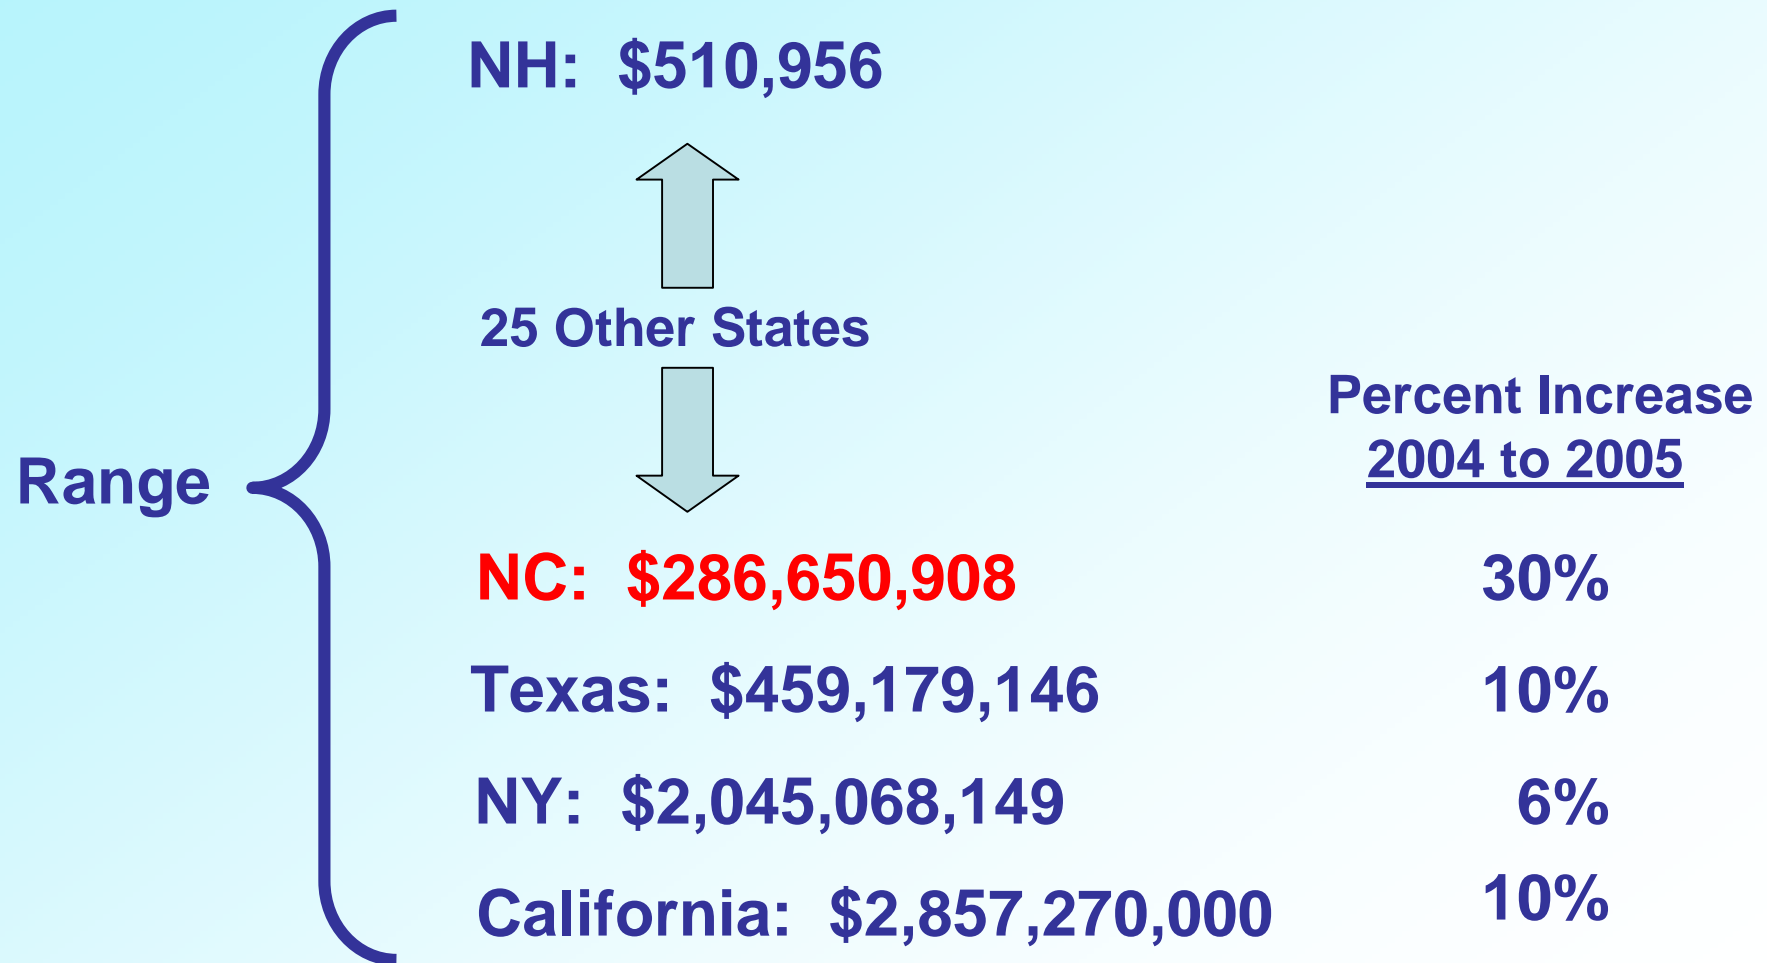 NH: $510,956
25 Other States
Percent Increase
2004 to 2005
Range
NC: $286,650,908 30%
Texas: $459,179,146 10%
NY: $2,045,068,149 6%
California: $2,857,270,000 10%